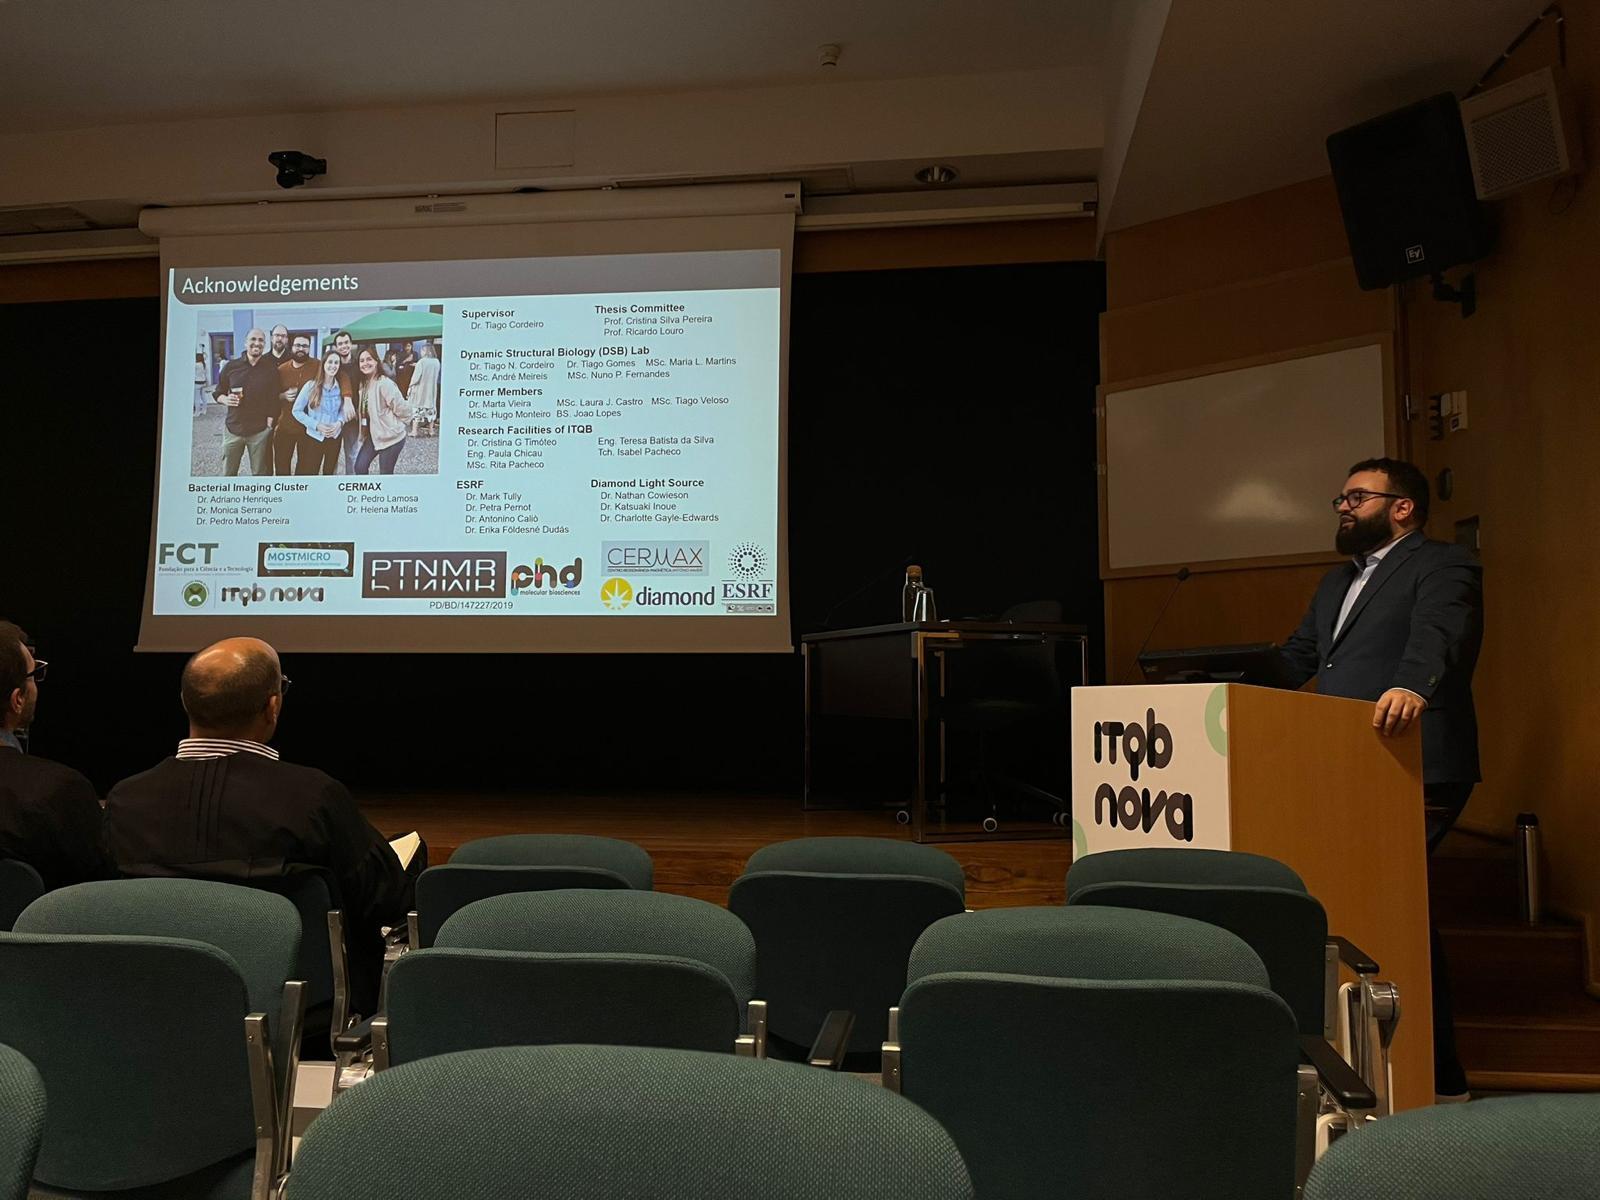 Acknowledgements
Supervisor
Dr. Tiago Cordeiro
Thesis Committee
Prof. Cristina Silva Pereira
Prof. Ricardo Louro
Dynamic Structural Biology (DSB) Lab
Dr. Tiago N. Cordeiro Dr. Tiago Gomes MSc. Maria L. Martins
MSc. André Meireis MSc. Nuno P. Fernandes
Former Members
Dr. Marta Vieira MSc. Laura J. Castro MSc. Tiago Veloso
MSc. Hugo Monteiro BS. Joao Lopes
Research Facilities of ITQB
Dr. Cristina G Timóteo
Eng. Paula Chicau
MSc. Rita Pacheco
Eng. Teresa Batista da Silva
Tch. Isabel Pacheco
Bacterial Imaging Cluster
Dr. Adriano Henriques
Dr. Monica Serrano
Dr. Pedro Matos Pereira
CERMAX
Dr. Pedro Lamosa
Dr. Helena Matías
ESRF
Dr. Mark Tully
Dr. Petra Pernot
Dr. Antonino Calió
Dr. Erika Földesné Dudás
Diamond Light Source
Dr. Nathan Cowieson
Dr. Katsuaki Inoue
Dr. Charlotte Gayle-Edwards
FCT
Fundação para a Ciência e a Tecnologia
MOSTMICRO
PTNMR
phd
molecular biosciences
CERMAX
ESRF
ITQB NOVA
diamond
PD/BD/147227/2019
EV
ITQB
NOVA